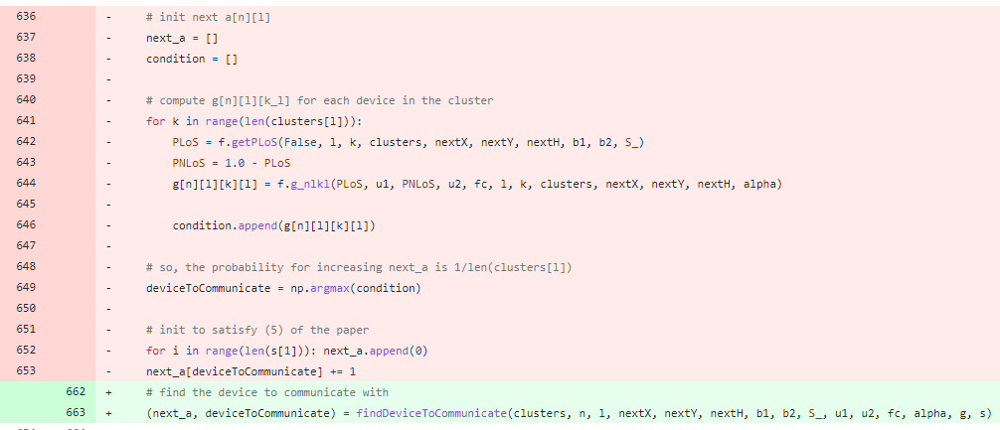 636 - # init next a[n][l]
637 - next_a = []
638 - condition = []
639 -
640 - # compute g[n][l][k_l] for each device in the cluster
641 - for k in range(len(clusters[l])):
642 - PLoS = f.getPLoS(False, l, k, clusters, nextX, nextY, nextH, b1, b2, S_)
643 - PNLoS = 1.0 - PLoS
644 - g[n][l][k][l] = f.g_nlkl(PLoS, u1, PNLoS, u2, fc, l, k, clusters, nextX, nextY, nextH, alpha)
645 -
646 - condition.append(g[n][l][k][l])
647 -
648 - # so, the probability for increasing next_a is 1/len(clusters[l])
649 - deviceToCommunicate = np.argmax(condition)
650 -
651 - # init to satisfy (5) of the paper
652 - for i in range(len(s[l])): next_a.append(0)
653 - next_a[deviceToCommunicate] += 1
662 + # find the device to communicate with
663 + (next_a, deviceToCommunicate) = findDeviceToCommunicate(clusters, n, l, nextX, nextY, nextH, b1, b2, S_, u1, u2, fc, alpha, g, s)